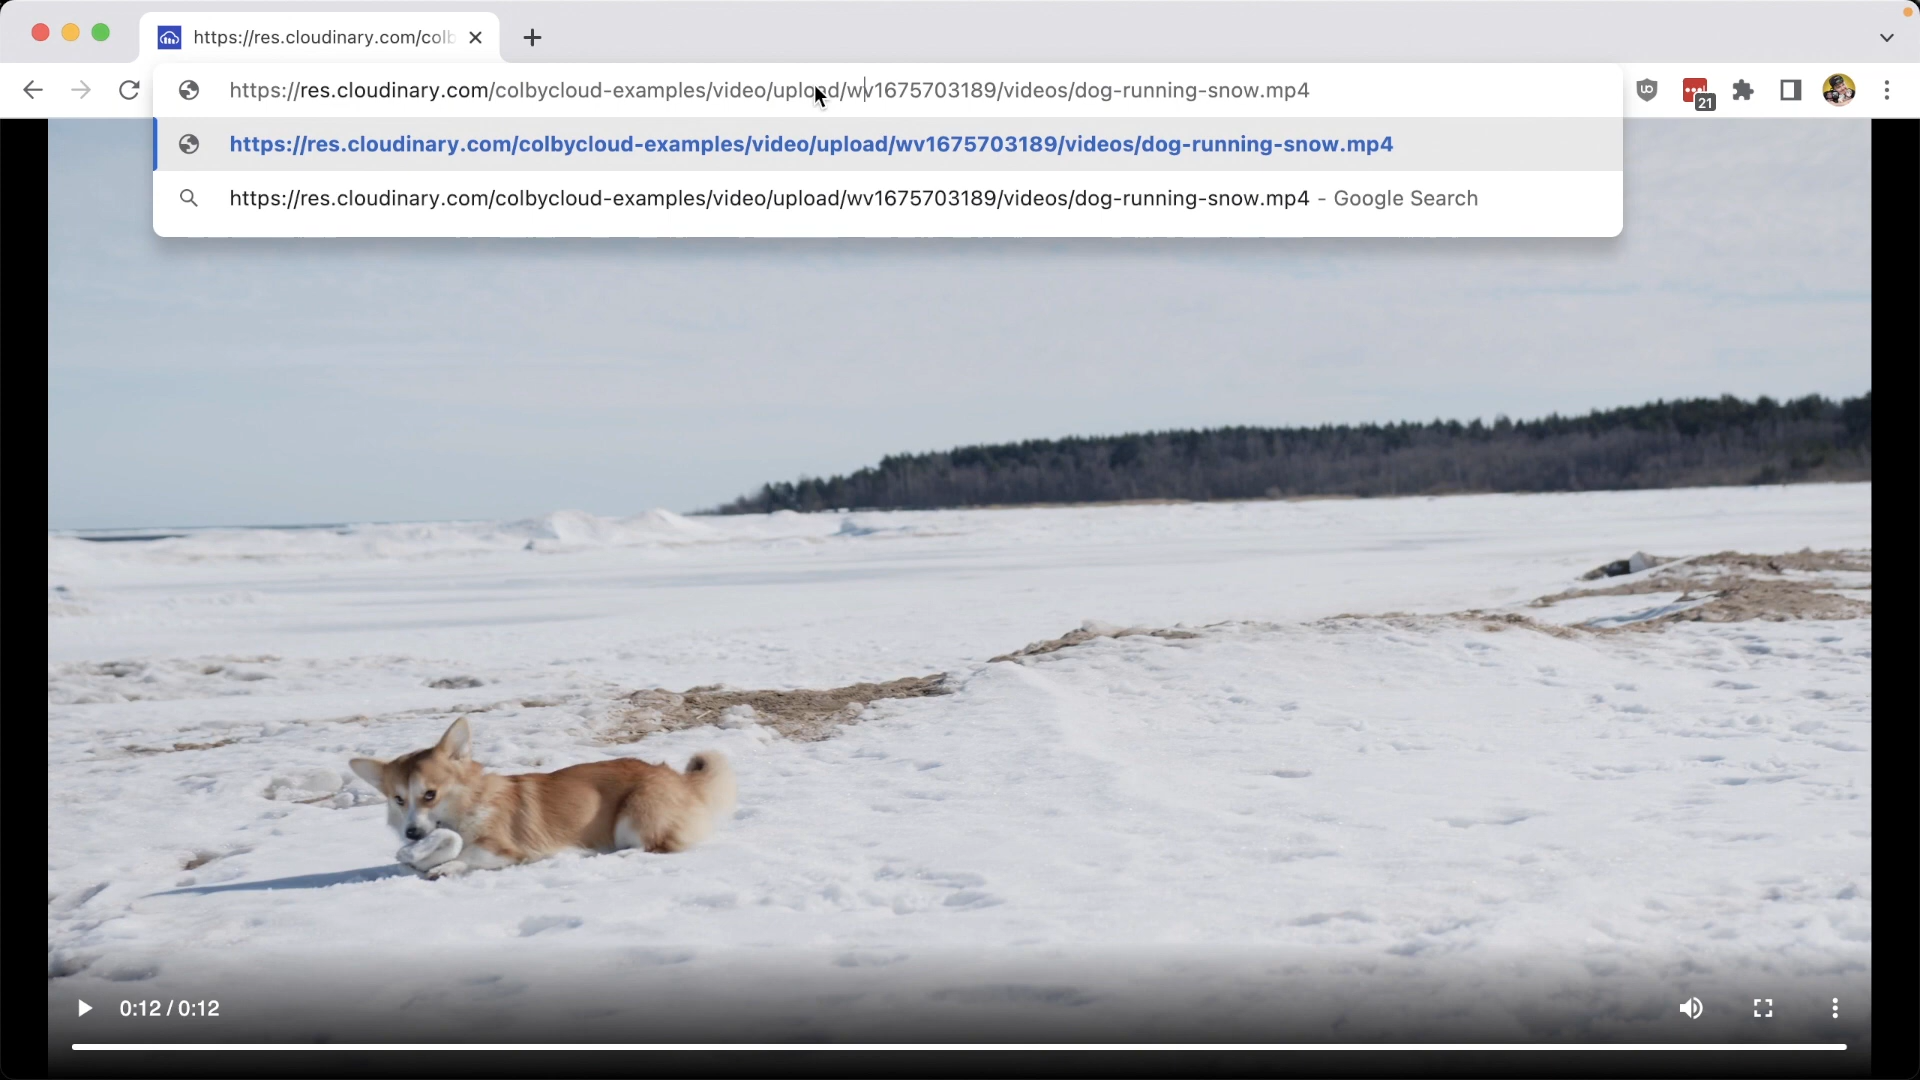 https://res.cloudinary.com/colb
https://res.cloudinary.com/colbycloud-examples/video/upload/wv1675703189/videos/dog-running-snow.mp4
21
https://res.cloudinary.com/colbycloud-examples/video/upload/wv1675703189/videos/dog-running-snow.mp4
https://res.cloudinary.com/colbycloud-examples/video/upload/wv1675703189/videos/dog-running-snow.mp4 - Google Search
0:12 / 0:12